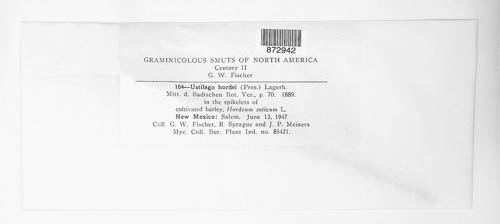 872942
GRAMINICOLOUS SMUTS OF NORTH AMERICA
Century II
G. W. Fischer
164—Ustilago hordei (Pers.) Lagerh.
Mitt. d. Badischen Bot. Ver., p. 70. 1889.
in the spikelets of
cultivated barley, Hordeum sativum L.
New Mexico: Salem. June 13, 1947
Coll. G. W. Fischer, R. Sprague and J. P. Meiners
Myc. Coll. Bur. Plant Ind. no. 85421.